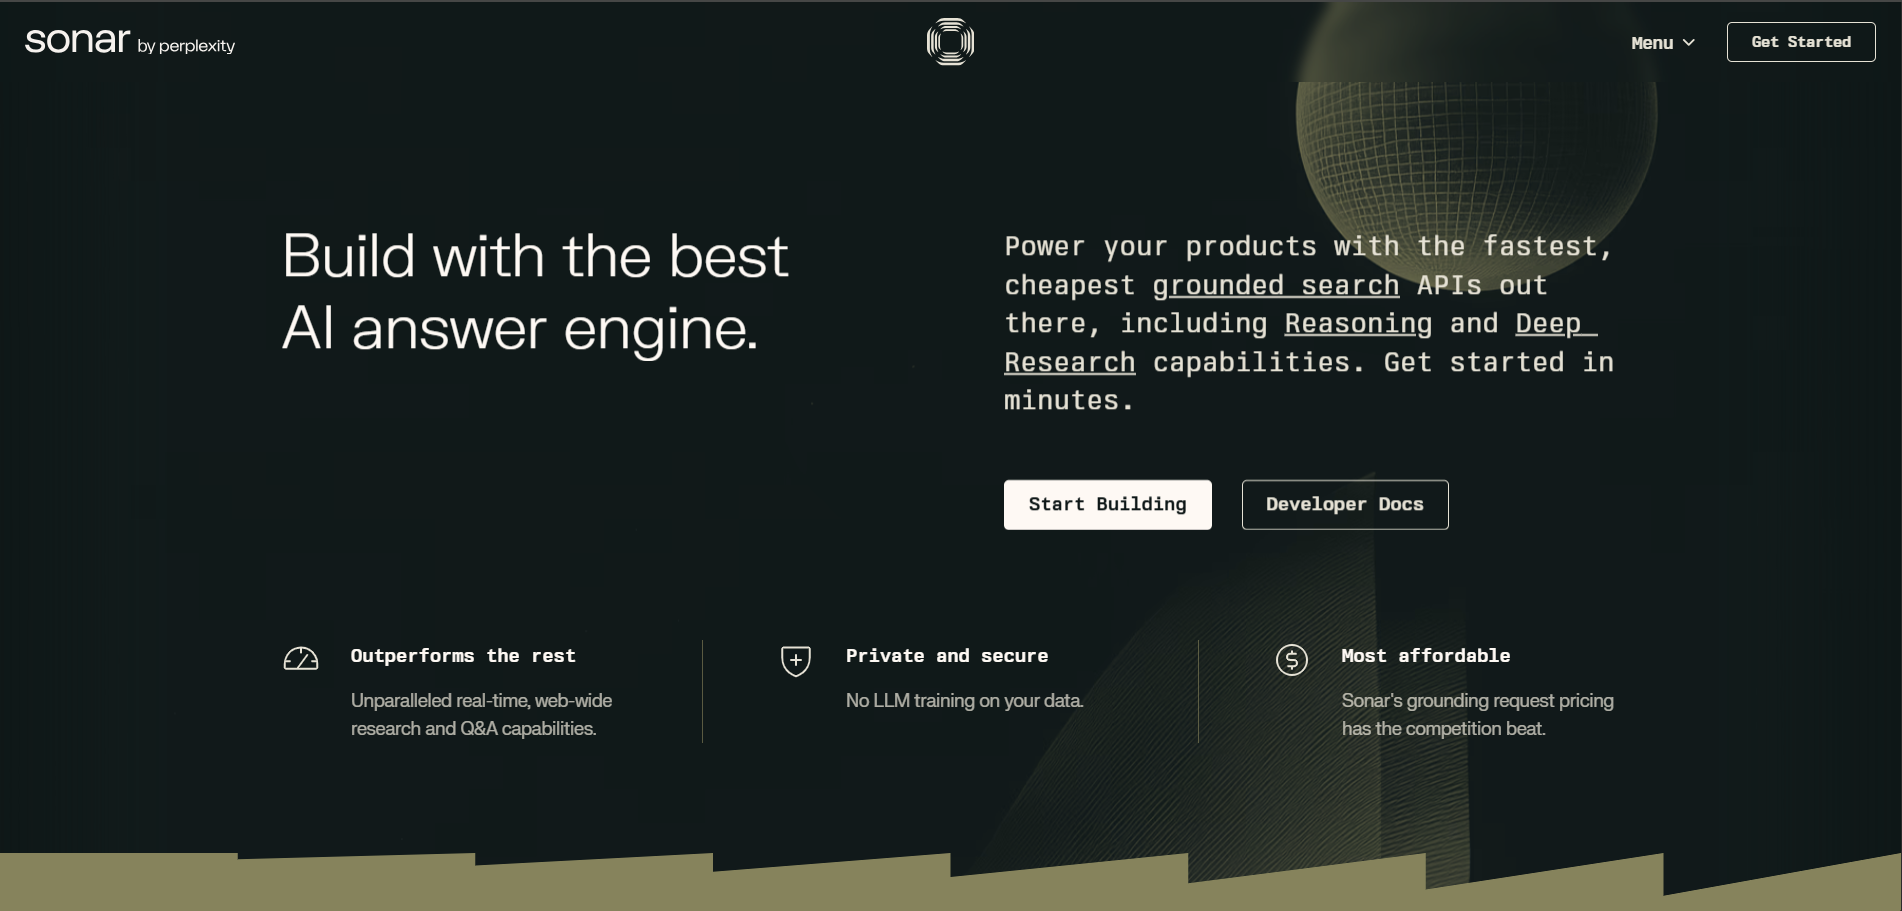 sonar by perplexity
Menu
Get Started
Build with the best
AI answer engine.
Power your products with the fastest,
cheapest grounded search APIs out
there, including Reasoning and Deep
Research capabilities. Get started in
minutes.
Start Building
Developer Docs
Outperforms the rest
Unparalleled real-time, web-wide
research and Q&A capabilities.
Private and secure
No LLM training on your data.
Most affordable
Sonar's grounding request pricing
has the competition beat.